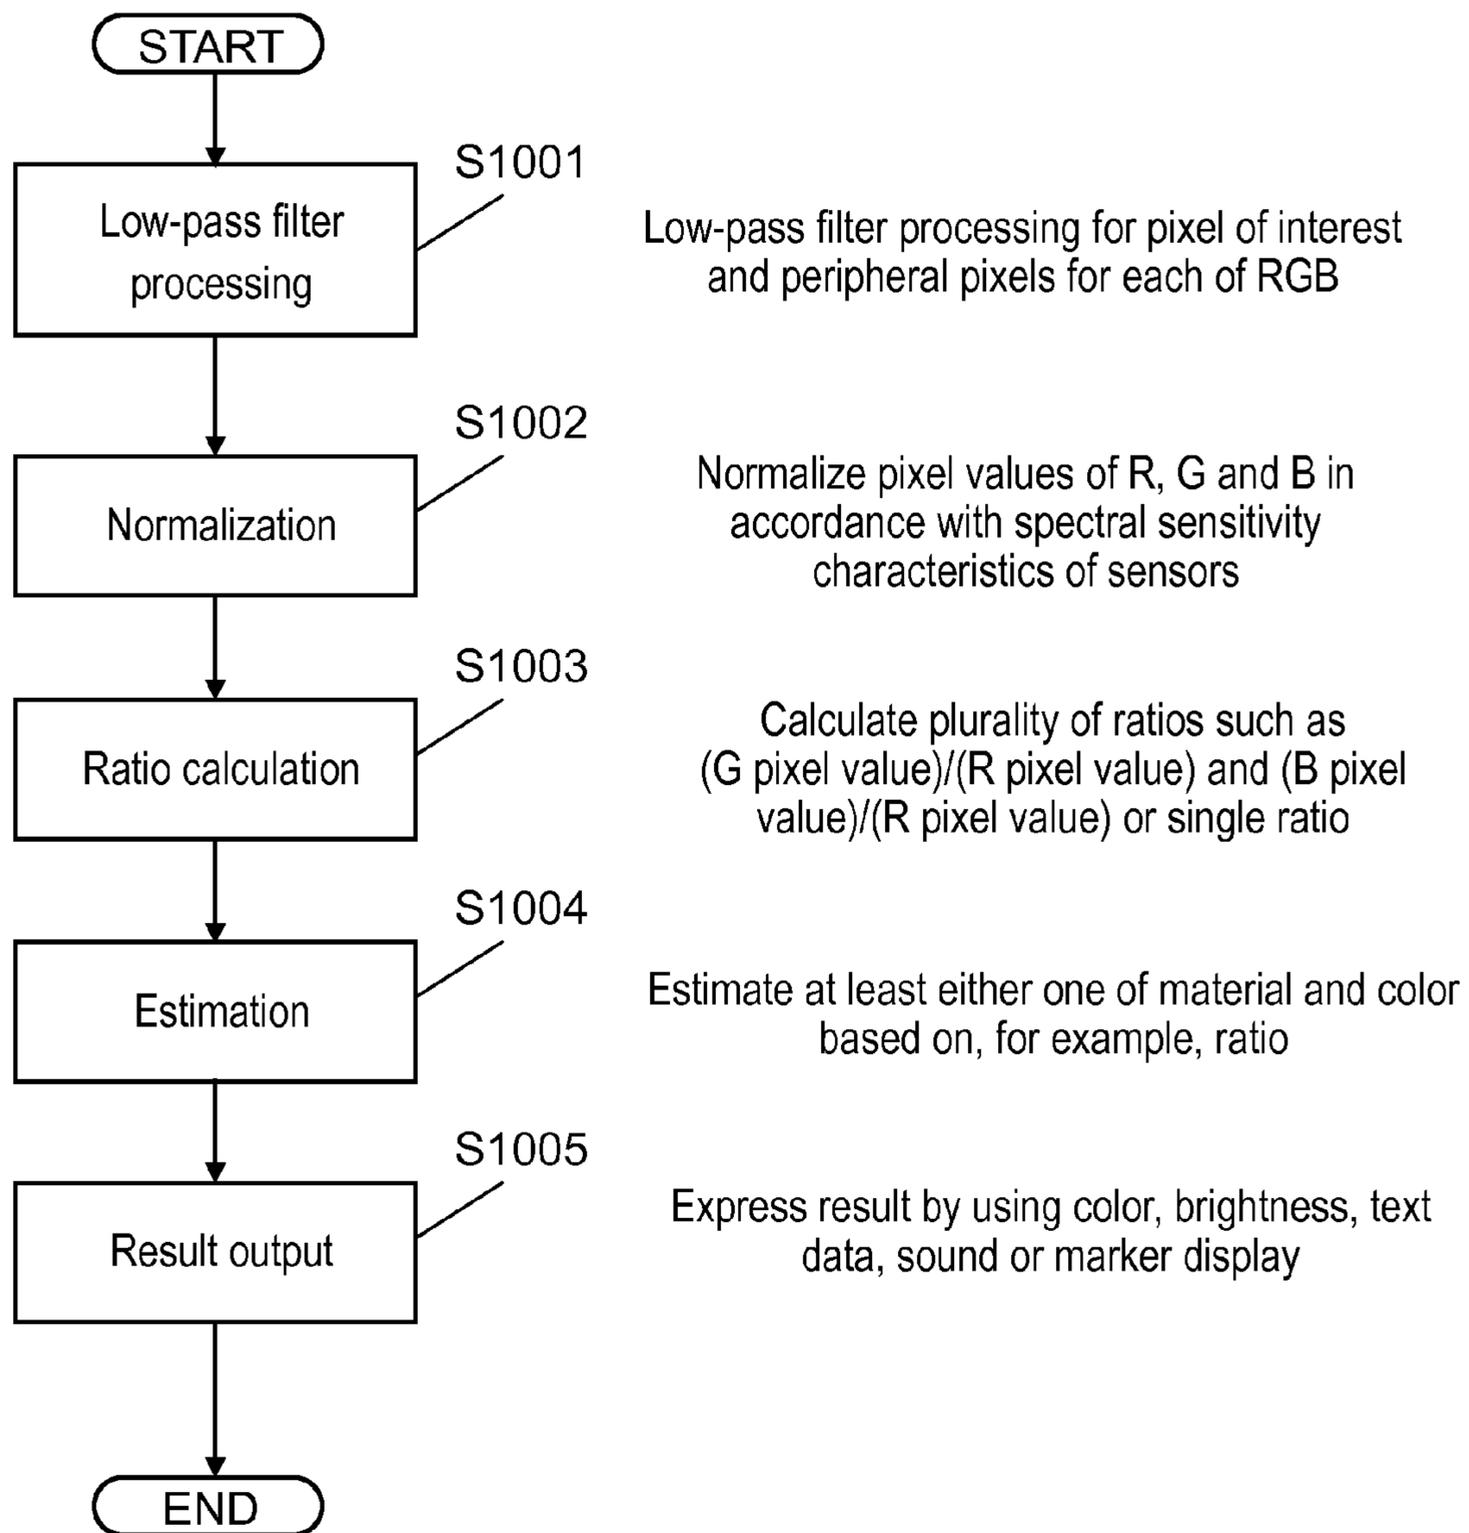 START
S1001
Low-pass filter
processing
Low-pass filter processing for pixel of interest
and peripheral pixels for each of RGB
S1002
Normalization
Normalize pixel values of R, G and B in
accordance with spectral sensitivity
characteristics of sensors
S1003
Ratio calculation
Calculate plurality of ratios such as
(G pixel value)/(R pixel value) and (B pixel
value)/(R pixel value) or single ratio
S1004
Estimation
Estimate at least either one of material and color
based on, for example, ratio
S1005
Result output
Express result by using color, brightness, text
data, sound or marker display
END